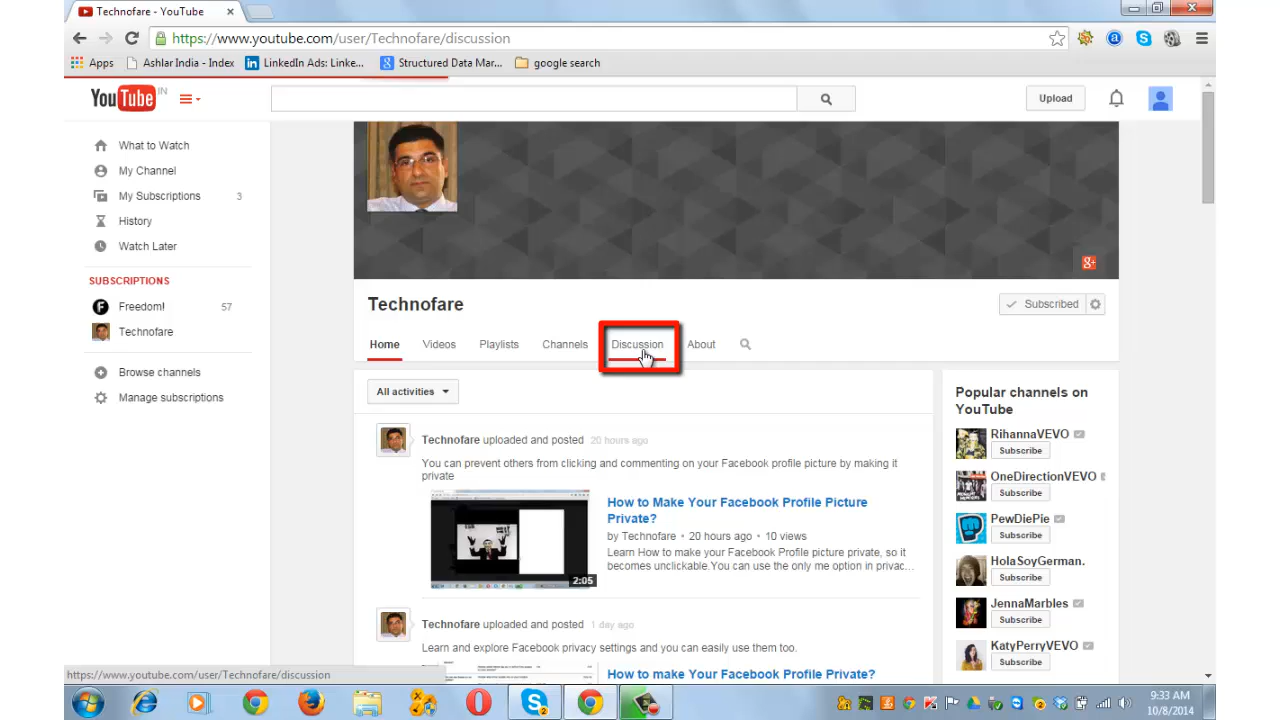 Technofare - YouTube
https://www.youtube.com/user/Technofare/discussion
Apps Ashlar India - Index LinkedIn Ads: Linke... Structured Data Mar... google search
YouTube IN
Upload
What to Watch
My Channel
My Subscriptions 3
History
Watch Later
SUBSCRIPTIONS
Freedom! 57
Technofare
Browse channels
Manage subscriptions
Technofare
Subscribed
Home Videos Playlists Channels Discussion About
All activities
Technofare uploaded and posted 20 hours ago
You can prevent others from clicking and commenting on your Facebook profile picture by making it
private
2:05
How to Make Your Facebook Profile Picture
Private?
by Technofare • 20 hours ago • 10 views
Learn How to make your Facebook Profile picture private, so it
becomes unclickable.You can use the only me option in privac...
Technofare uploaded and posted 1 day ago
Learn and explore Facebook privacy settings and you can easily use them too.
How to Make Your Facebook Profile Private?
Popular channels on
YouTube
RihannaVEVO
Subscribe
OneDirectionVEVO
Subscribe
PewDiePie
Subscribe
HolaSoyGerman.
Subscribe
JennaMarbles
Subscribe
KatyPerryVEVO
Subscribe
https://www.youtube.com/user/Technofare/discussion
9:33 AM
10/8/2014